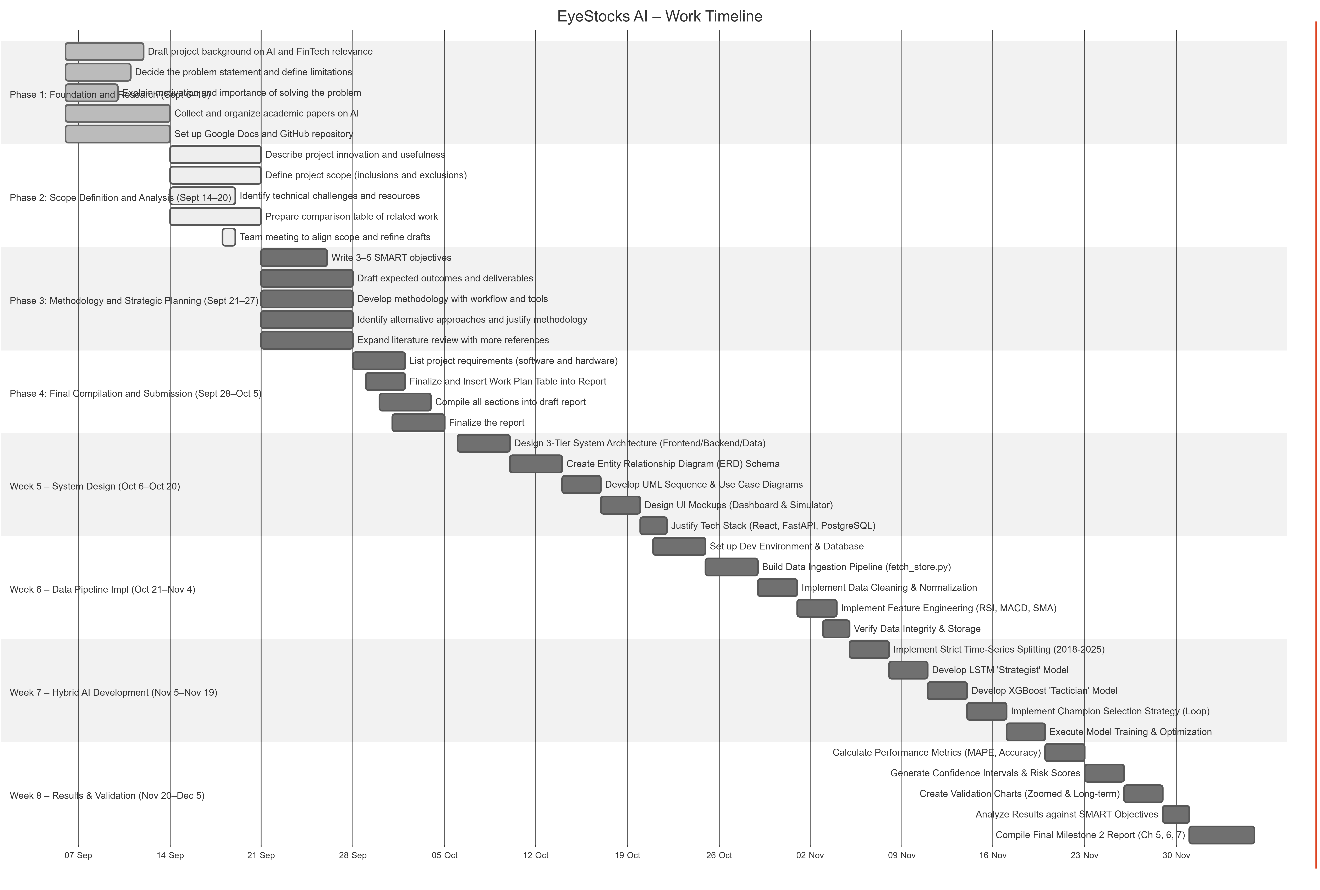 EyeStocks AI – Work Timeline
Phase 1: Foundation and Research (Sept
Draft project background on AI and FinTech relevance
Decide the problem statement and define limitations
Explain motivation and importance of solving the problem
Collect and organize academic papers on AI
Set up Google Docs and GitHub repository
Phase 2: Scope Definition and Analysis (Sept 14–20)
Describe project innovation and usefulness
Define project scope (inclusions and exclusions)
Identify technical challenges and resources
Prepare comparison table of related work
Team meeting to align scope and refine drafts
Phase 3: Methodology and Strategic Planning (Sept 21–27)
Write 3–5 SMART objectives
Draft expected outcomes and deliverables
Develop methodology with workflow and tools
Identify alternative approaches and justify methodology
Expand literature review with more references
Phase 4: Final Compilation and Submission (Sept 28–Oct 5)
List project requirements (software and hardware)
Finalize and Insert Work Plan Table into Report
Compile all sections into draft report
Finalize the report
Week 5 – System Design (Oct 6–Oct 20)
Design 3-Tier System Architecture (Frontend/Backend/Data)
Create Entity Relationship Diagram (ERD) Schema
Develop UML Sequence & Use Case Diagrams
Design UI Mockups (Dashboard & Simulator)
Justify Tech Stack (React, FastAPI, PostgreSQL)
Week 6 – Data Pipeline Impl (Oct 21–Nov 4)
Set up Dev Environment & Database
Build Data Ingestion Pipeline (fetch_store.py)
Implement Data Cleaning & Normalization
Implement Feature Engineering (RSI, MACD, SMA)
Verify Data Integrity & Storage
Week 7 – Hybrid AI Development (Nov 5–Nov 19)
Implement Strict Time-Series Splitting (2018-2025)
Develop LSTM 'Strategist' Model
Develop XGBoost 'Tactician' Model
Implement Champion Selection Strategy (Loop)
Execute Model Training & Optimization
Week 8 – Results & Validation (Nov 20–Dec 5)
Calculate Performance Metrics (MAPE, Accuracy)
Generate Confidence Intervals & Risk Scores
Create Validation Charts (Zoomed & Long-term)
Analyze Results against SMART Objectives
Compile Final Milestone 2 Report (Ch 5, 6, 7)
07 Sep 14 Sep 21 Sep 28 Sep 05 Oct 12 Oct 19 Oct 26 Oct 02 Nov 09 Nov 16 Nov 23 Nov 30 Nov